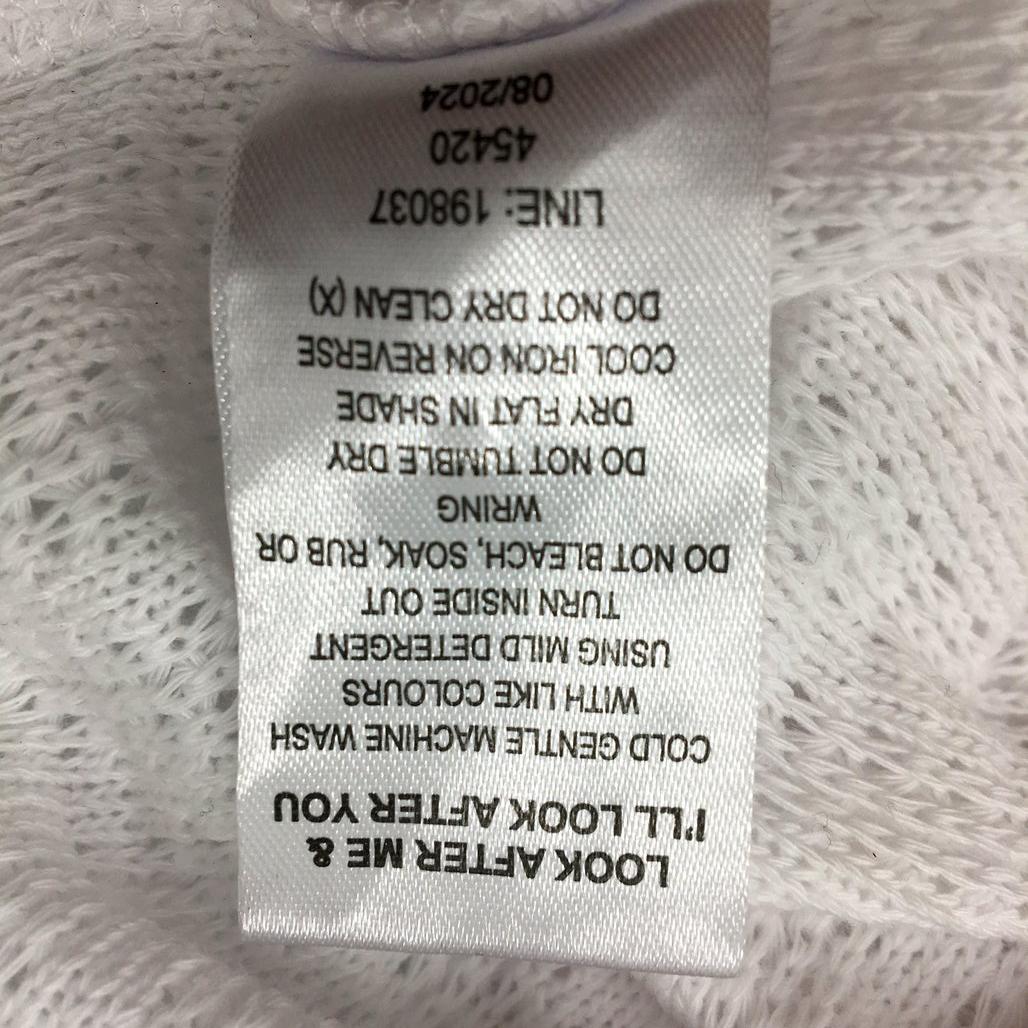 LOOK AFTER ME &
I'LL LOOK AFTER YOU
COLD GENTLE MACHINE WASH
WITH LIKE COLOURS
USING MILD DETERGENT
TURN INSIDE OUT
DO NOT BLEACH, SOAK, RUB OR
WRING
DO NOT TUMBLE DRY
DRY FLAT IN SHADE
COOL IRON ON REVERSE
DO NOT DRY CLEAN (X)
LINE: 198037
45420
08/2024